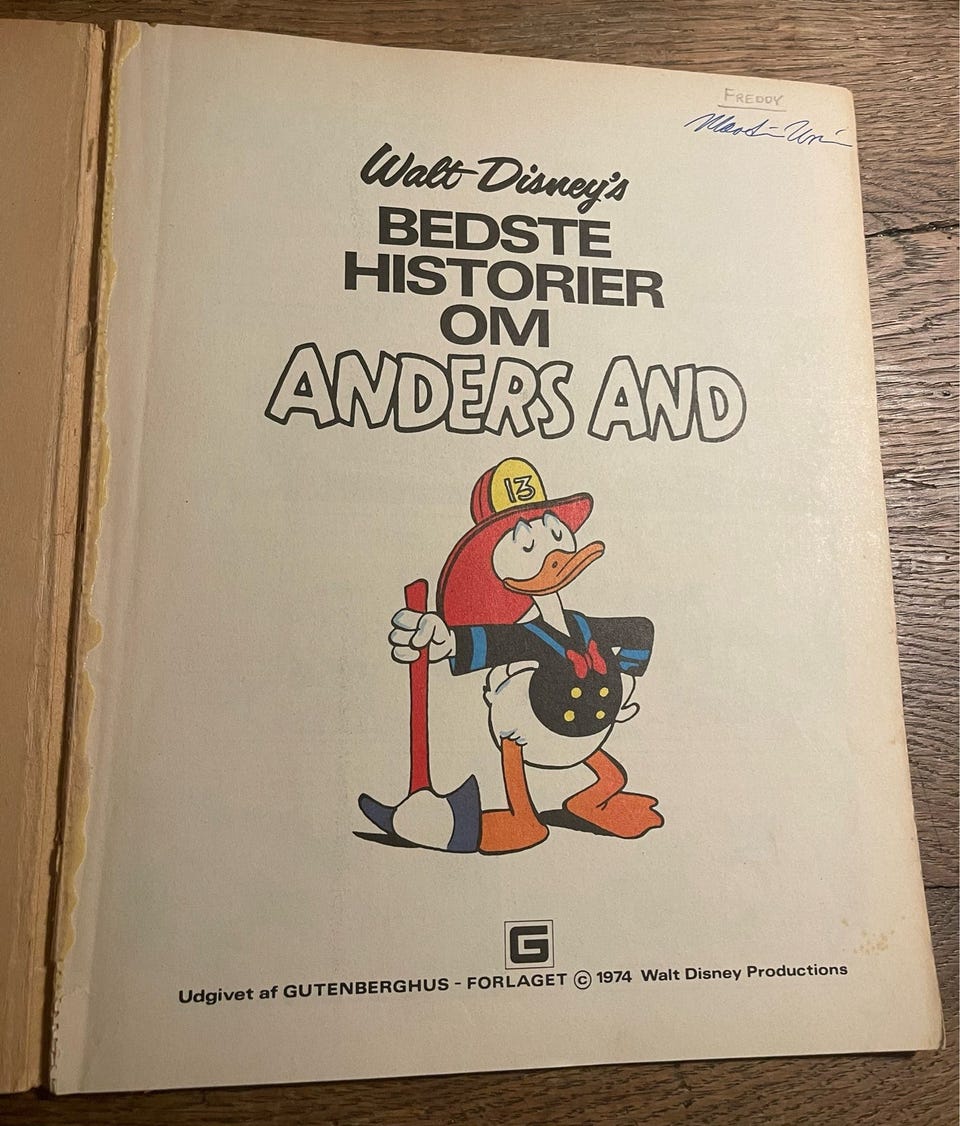 FREDDY
Walt Disney's
BEDSTE
HISTORIER
OM
ANDERS AND
13
G
Udgivet af GUTENBERGHUS - FORLAGET © 1974 Walt Disney Productions